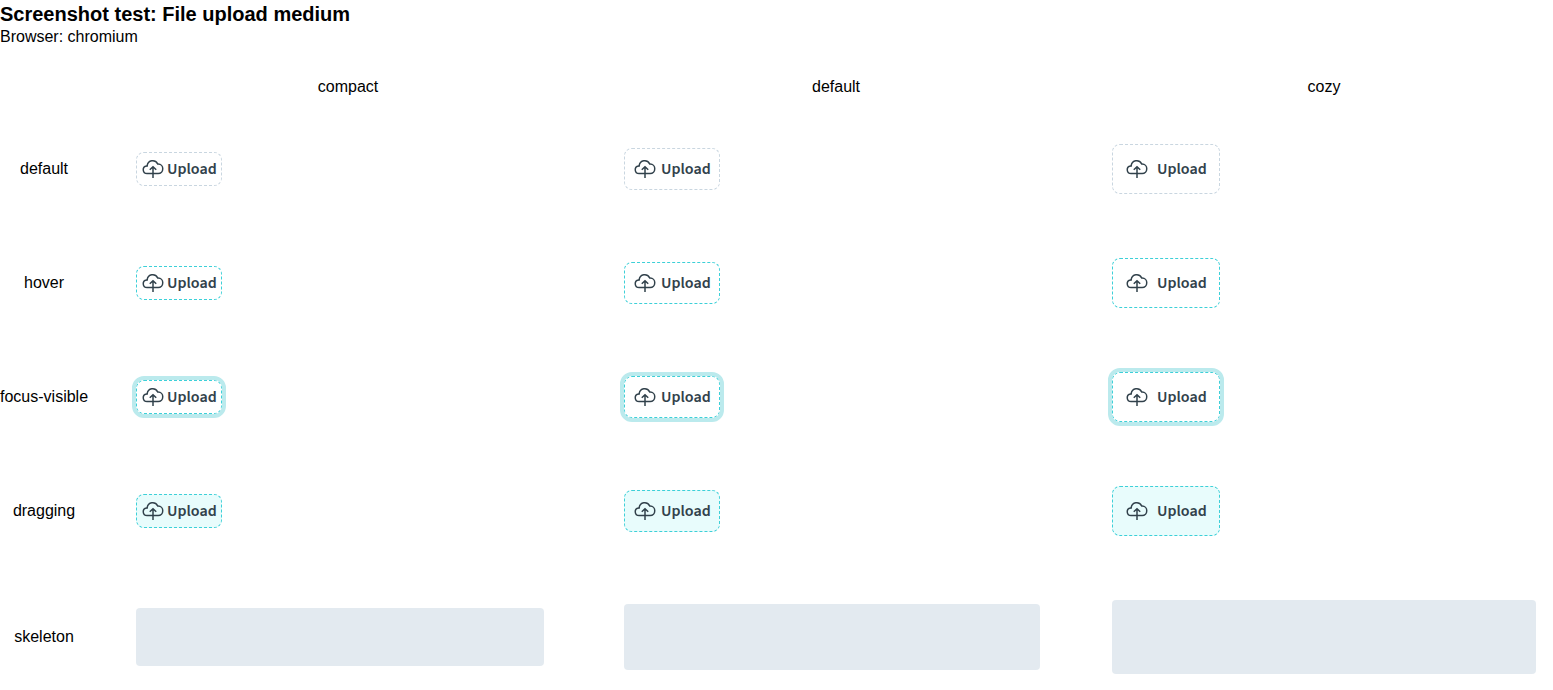 Screenshot test: File upload medium
Browser: chromium
compact default cozy
default Upload Upload Upload
hover Upload Upload Upload
focus-visible Upload Upload Upload
dragging Upload Upload Upload
skeleton